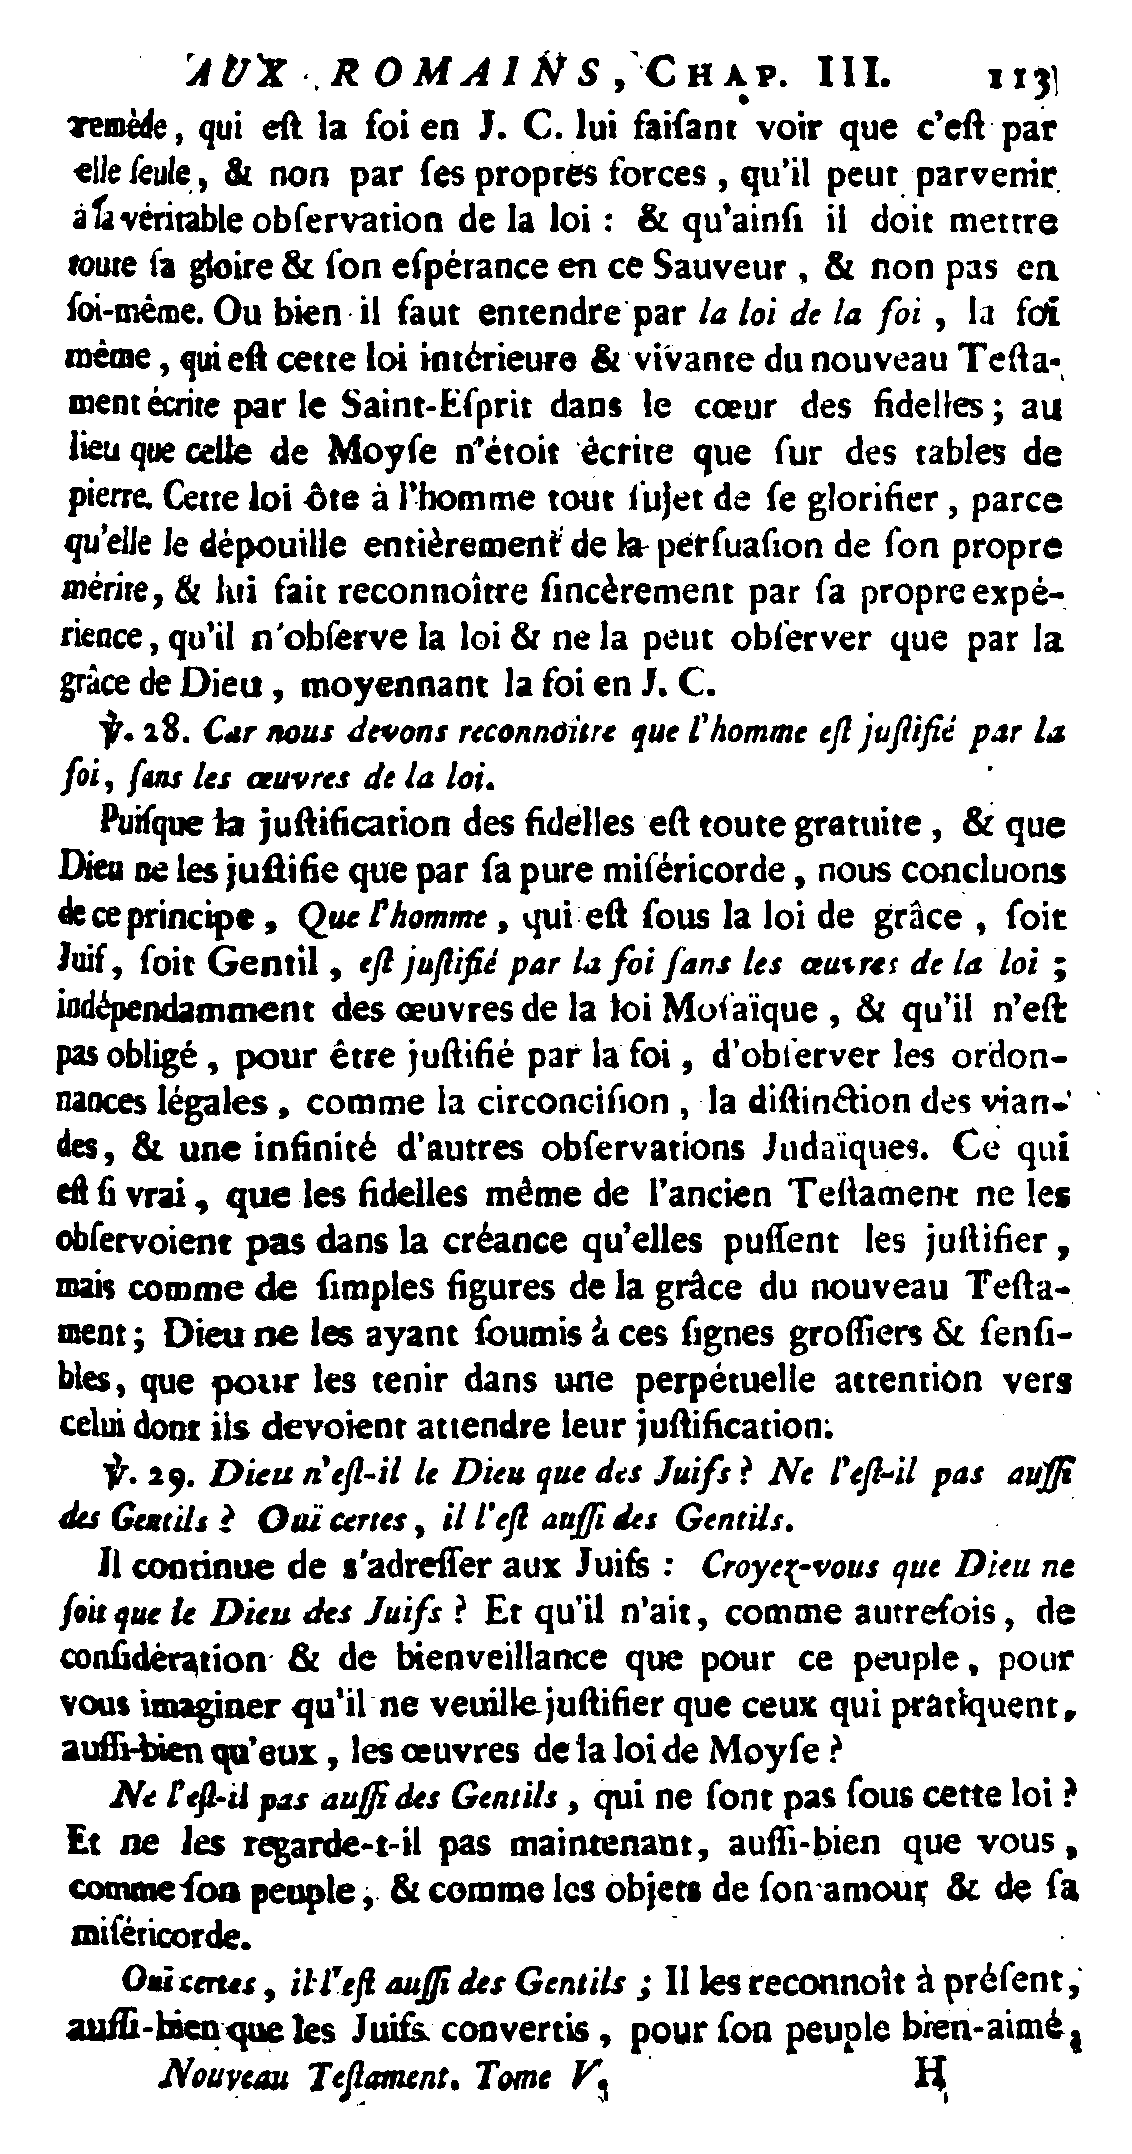 AUX ROMAINS, CHAP. III. 113
remède, qui eſt la foi en J. C. lui faiſant voir que c'eſt par
elle ſeule, & non par ſes propres forces, qu'il peut parvenir
à la véritable obſervation de la loi : & qu'ainſi il doit mettre
toute ſa gloire & ſon eſpérance en ce Sauveur, & non pas en
ſoi-même. Ou bien il faut entendre par la loi de la foi, la foi
même, qui eſt cette loi intérieure & vivante du nouveau Teſta-
ment écrite par le Saint-Eſprit dans le cœur des fidelles; au
lieu que celle de Moyſe n'étoit écrite que ſur des tables de
pierre. Cette loi ôte à l'homme tout ſujet de ſe glorifier, parce
qu'elle le dépouille entièrement de la perſuaſion de ſon propre
mérite, & lui fait reconnoître ſincèrement par ſa propre expé-
rience, qu'il n'obſerve la loi & ne la peut obſerver que par la
grâce de Dieu, moyennant la foi en J. C.
℣. 28. Car nous devons reconnoître que l'homme eſt juſtifié par la
foi, ſans les œuvres de la loi.
Puiſque la juſtification des fidelles eſt toute gratuite, & que
Dieu ne les juſtifie que par ſa pure miſéricorde, nous concluons
de ce principe, Que l'homme, qui eſt ſous la loi de grâce, ſoit
Juif, ſoit Gentil, eſt juſtifié par la foi ſans les œuvres de la loi;
indépendamment des œuvres de la loi Moſaïque, & qu'il n'eſt
pas obligé, pour être juſtifié par la foi, d'obſerver les ordon-
nances légales, comme la circonciſion, la diſtinction des vian-
des, & une infinité d'autres obſervations Judaïques. Ce qui
eſt ſi vrai, que les fidelles même de l'ancien Teſtament ne les
obſervoient pas dans la créance qu'elles puſſent les juſtifier,
mais comme de ſimples figures de la grâce du nouveau Teſta-
ment; Dieu ne les ayant ſoumis à ces ſignes groſſiers & ſenſi-
bles, que pour les tenir dans une perpétuelle attention vers
celui dont ils devoient attendre leur juſtification.
℣. 29. Dieu n'eſt-il le Dieu que des Juifs? Ne l'eſt-il pas auſſi
des Gentils? Ouï certes, il l'eſt auſſi des Gentils.
Il continue de s'adreſſer aux Juifs : Croyez-vous que Dieu ne
ſoit que le Dieu des Juifs? Et qu'il n'ait, comme autrefois, de
conſidération & de bienveillance que pour ce peuple, pour
vous imaginer qu'il ne veuille juſtifier que ceux qui pratiquent,
auſſi-bien qu'eux, les œuvres de la loi de Moyſe?
Ne l'eſt-il pas auſſi des Gentils, qui ne ſont pas ſous cette loi?
Et ne les regarde-t-il pas maintenant, auſſi-bien que vous,
comme ſon peuple, & comme les objets de ſon amour & de ſa
miſéricorde.
Ouï certes, il l'eſt auſſi des Gentils; Il les reconnoît à préſent,
auſſi-bien que les Juifs convertis, pour ſon peuple bien-aimé,
Nouveau Teſtament. Tome V. H